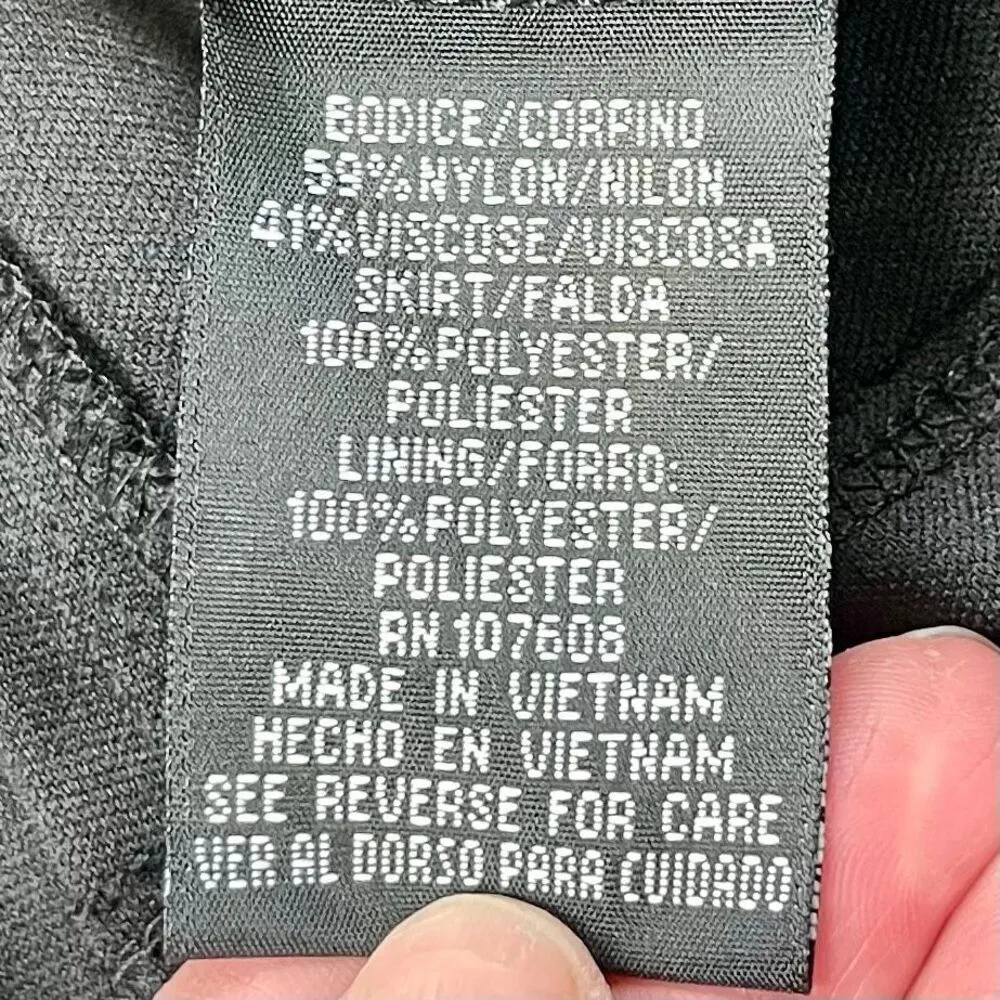 BODICE/CORPINO
59%NYLON/NILON
41%VISCOSE/VISCOSA
SKIRT/FALDA
100%POLYESTER/
POLIESTER
LINING/FORRO:
100%POLYESTER/
POLIESTER
RN 107608
MADE IN VIETNAM
HECHO EN VIETNAM
SEE REVERSE FOR CARE
VER AL DORSO PARA CUIDADO